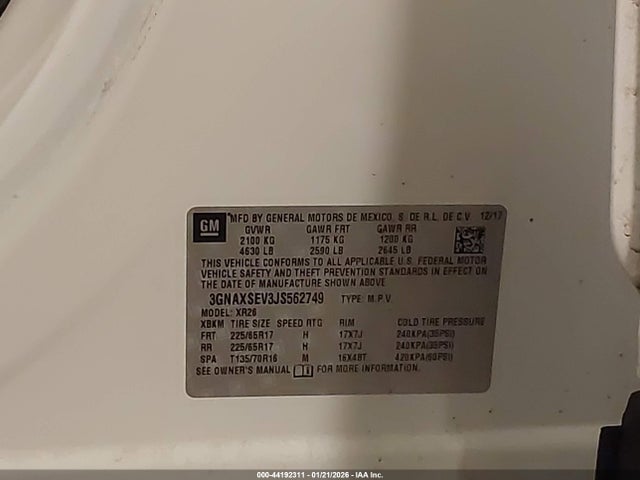 GM
*MFD BY GENERAL MOTORS DE MEXICO, S. DE R.L. DE C.V. 12/17
GVWR GAWR FRT GAWR RR
2100 KG 1175 KG 1200 KG
4630 LB 2590 LB 2645 LB
THIS VEHICLE CONFORMS TO ALL APPLICABLE U.S. FEDERAL MOTOR
VEHICLE SAFETY AND THEFT PREVENTION STANDARDS IN EFFECT ON
THE DATE OF MANUFACTURE SHOWN ABOVE
3GNAXSEV3JS562749 TYPE: M.P.V.
MODEL: XR26
XBKM TIRE SIZE SPEED RTG RIM COLD TIRE PRESSURE
FRT 225/65R17 H 17X7J 240KPA(35PSI)
RR 225/65R17 H 17X7J 240KPA(35PSI)
SPA T135/70R16 M 16X4BT 420KPA(60PSI)
SEE OWNER'S MANUAL FOR MORE INFORMATION.
000-44192311 - 01/21/2026 - IAA Inc.